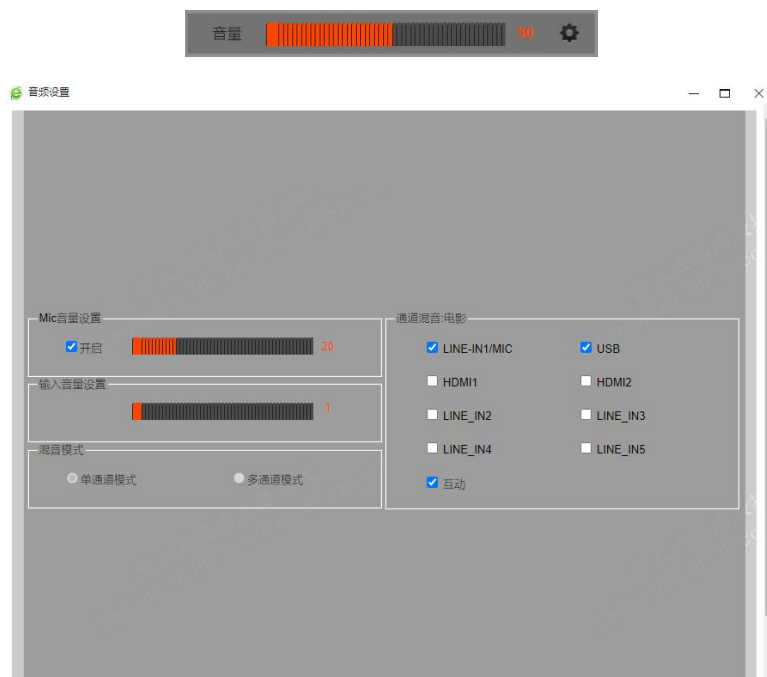 音量 50
音频设置
Mic音量设置
开启 20
输入音量设置
1
混音模式
单通道模式 多通道模式
通道混音:电影
LINE-IN1/MIC USB
HDMI1 HDMI2
LINE_IN2 LINE_IN3
LINE_IN4 LINE_IN5
互动